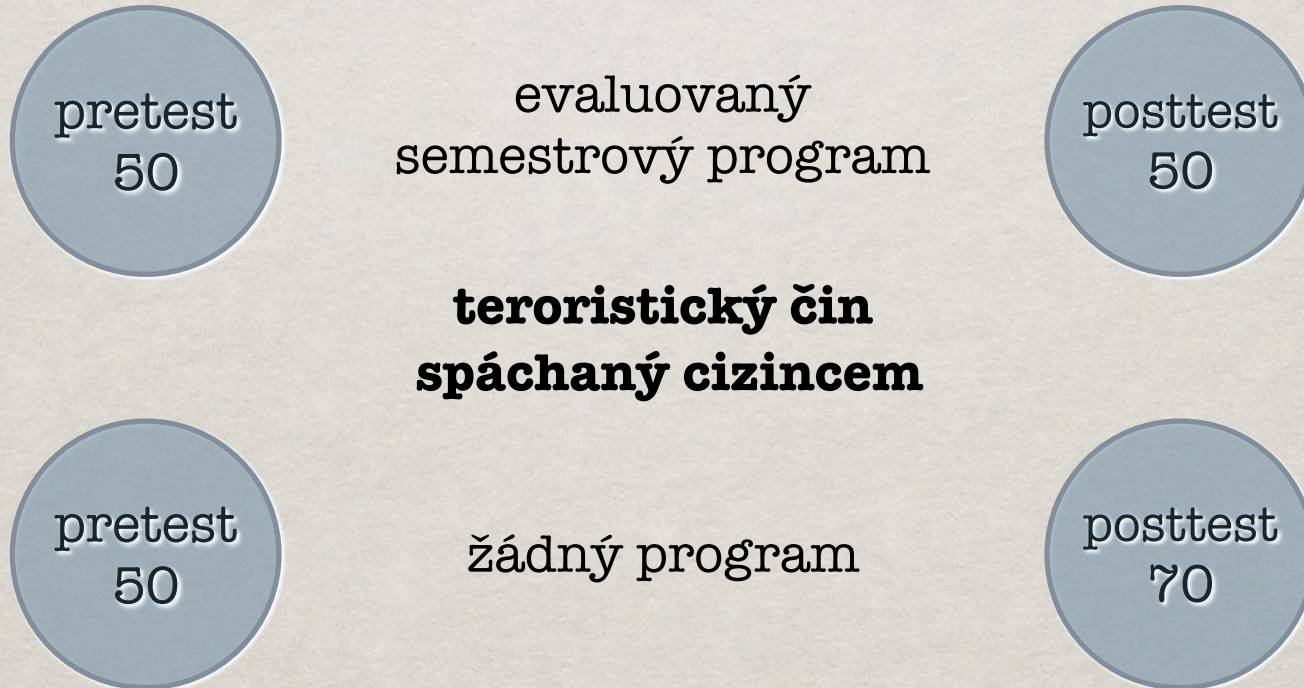 pretest
50
evaluovaný
semestrový program
posttest
50
teroristický čin
spáchaný cizincem
pretest
50
žádný program
posttest
70